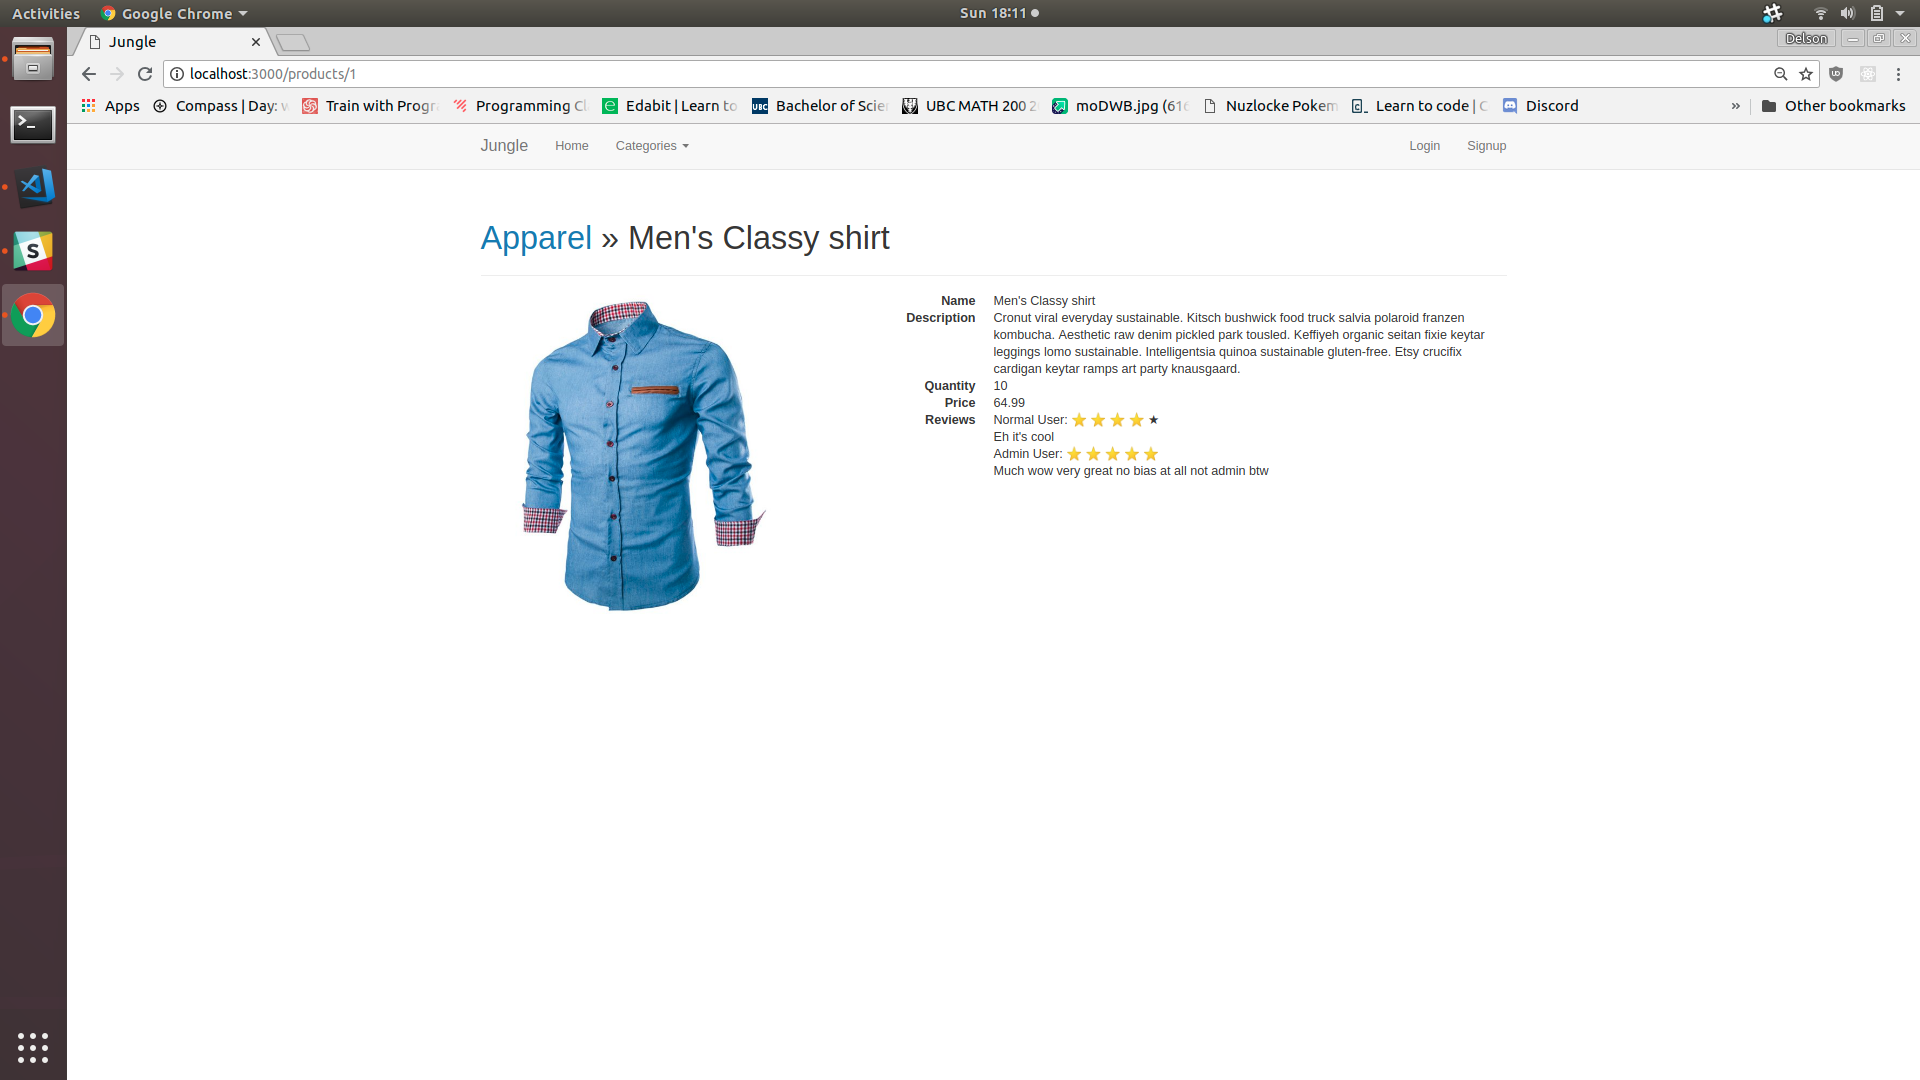 Activities
Google Chrome
Sun 18:11
Jungle
Delson
localhost:3000/products/1
Apps
Compass | Day: w
Train with Progra
Programming Cl
Edabit | Learn to
UBC
Bachelor of Scien
UBC MATH 200 2
moDWB.jpg (616
Nuzlocke Pokem
Learn to code | C
Discord
»
Other bookmarks
Jungle
Home
Categories
Login
Signup
Apparel » Men's Classy shirt
Name
Men's Classy shirt
Description
Cronut viral everyday sustainable. Kitsch bushwick food truck salvia polaroid franzen
kombucha. Aesthetic raw denim pickled park tousled. Keffiyeh organic seitan fixie keytar
leggings lomo sustainable. Intelligentsia quinoa sustainable gluten-free. Etsy crucifix
cardigan keytar ramps art party knausgaard.
Quantity
10
Price
64.99
Reviews
Normal User: ⭐ ⭐ ⭐ ⭐ ★
Eh it's cool
Admin User: ⭐ ⭐ ⭐ ⭐ ⭐
Much wow very great no bias at all not admin btw